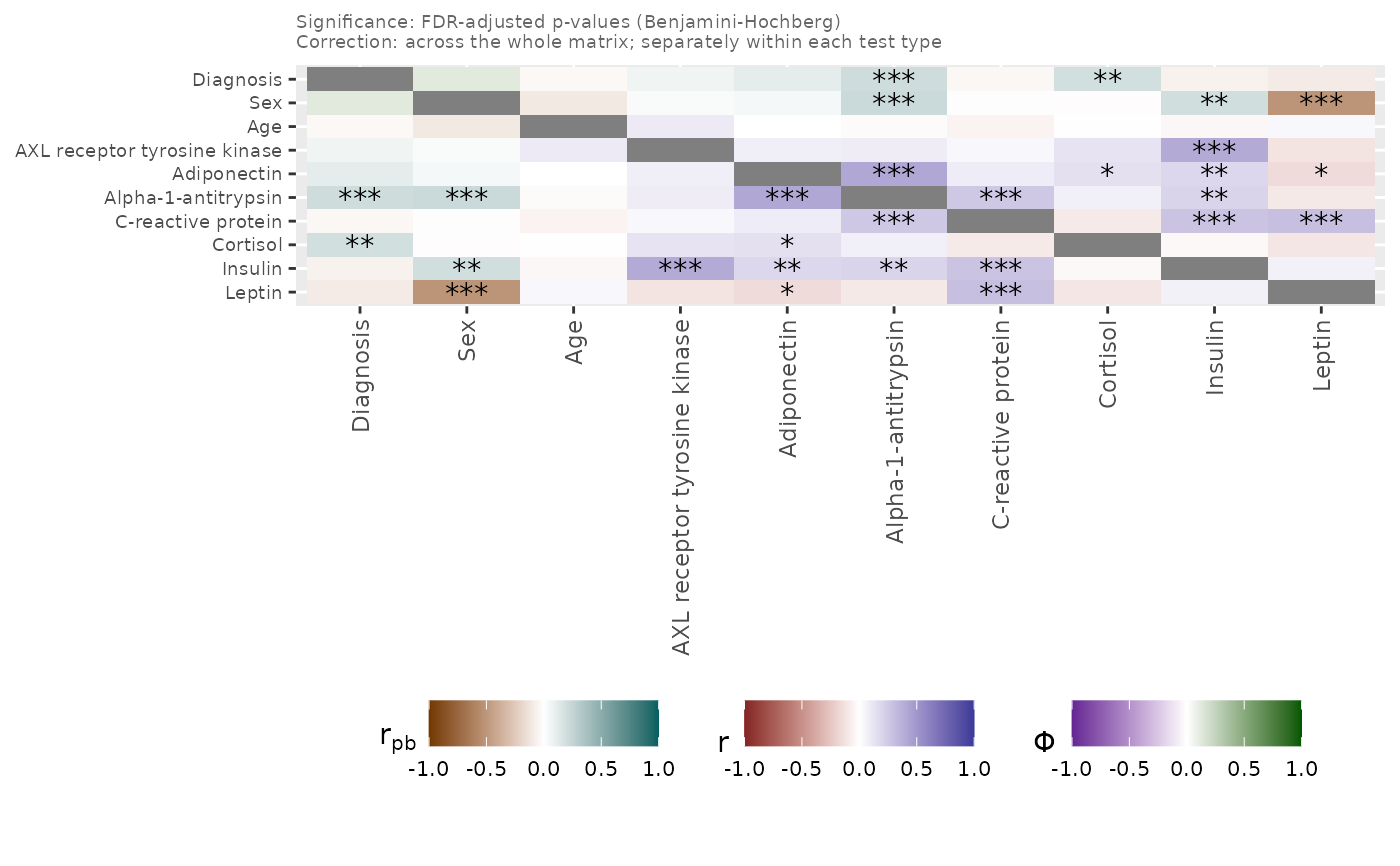 Significance: FDR-adjusted p-values (Benjamini-Hochberg)
Correction: across the whole matrix; separately within each test type
Diagnosis *** **
Sex *** ** ***
Age
AXL receptor tyrosine kinase ***
Adiponectin *** * ** *
Alpha-1-antitrypsin *** *** *** *** **
C-reactive protein *** *** ***
Cortisol ** *
Insulin ** *** ** ** ***
Leptin *** * ***
Diagnosis
Sex
Age
AXL receptor tyrosine kinase
Adiponectin
Alpha-1-antitrypsin
C-reactive protein
Cortisol
Insulin
Leptin
rpb
-1.0 -0.5 0.0 0.5 1.0
r
-1.0 -0.5 0.0 0.5 1.0
Φ
-1.0 -0.5 0.0 0.5 1.0